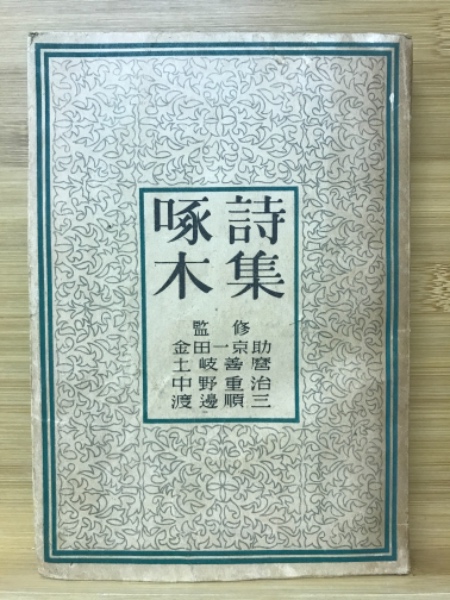 啄木
詩集
監修
金田一京助
土岐善麿
中野重治
渡邊順三